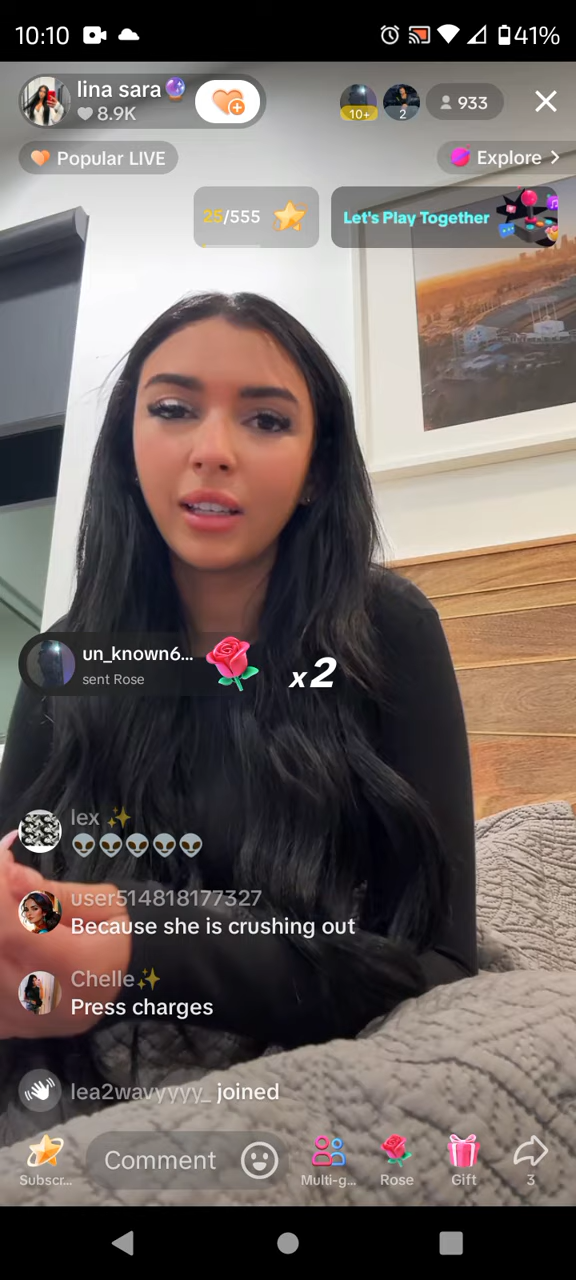 10:10
41%
lina sara
8.9K
10+
2
933
Popular LIVE
Explore
25/555
Let's Play Together
un_known6...
sent Rose
x2
lex
user514818177327
Because she is crushing out
Chelle
Press charges
lea2wavyyyy_ joined
Comment
Subscr...
Multi-g...
Rose
Gift
3